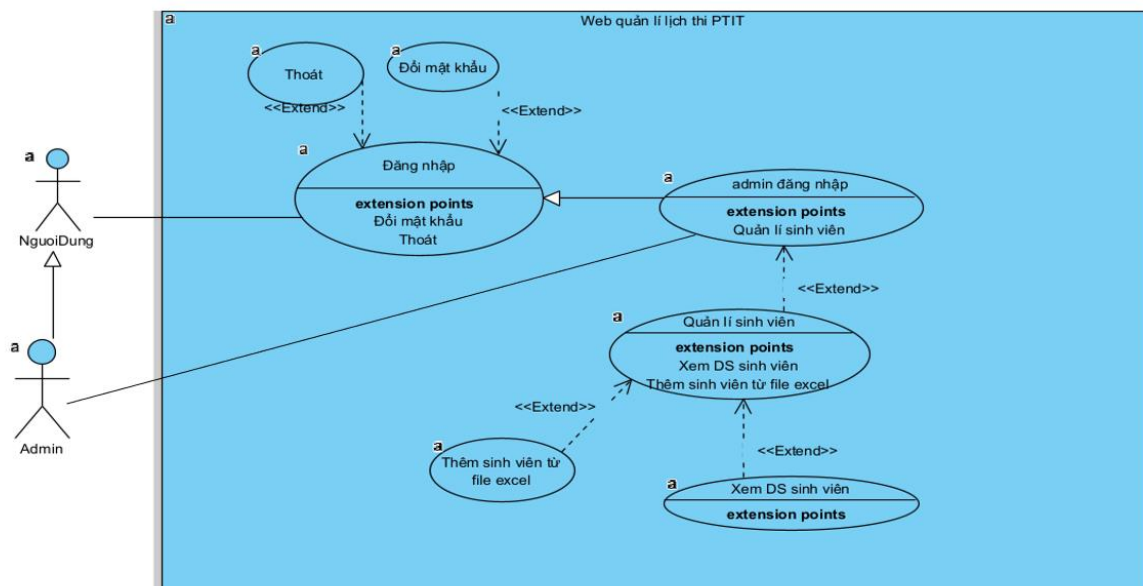 a
Web quản lí lịch thi PTIT
a
Thoát
<<Extend>>
a
Đổi mật khẩu
<<Extend>>
a
Đăng nhập
extension points
Đổi mật khẩu
Thoát
a
admin đăng nhập
extension points
Quản lí sinh viên
a
NguoiDung
<<Extend>>
a
Quản lí sinh viên
extension points
Xem DS sinh viên
Thêm sinh viên từ file excel
a
Admin
<<Extend>>
a
Thêm sinh viên từ
file excel
<<Extend>>
a
Xem DS sinh viên
extension points